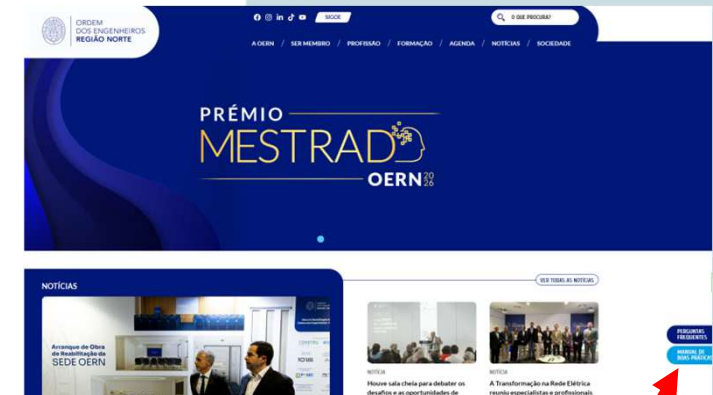 ORDEM
DOS ENGENHEIROS
REGIÃO NORTE
SIGOE
O QUE PROCURA?
A OERN / SER MEMBRO / PROFISSÃO / FORMAÇÃO / AGENDA / NOTÍCIAS / SOCIEDADE
PRÉMIO
MESTRADO
OERN 2026
NOTÍCIAS
VER TODAS AS NOTÍCIAS
Arranque de Obra
de Reabilitação da
SEDE OERN
NOTÍCIA
Houve sala cheia para debater os
desafios e as oportunidades de
NOTÍCIA
A Transformação na Rede Elétrica
reuniu especialistas e profissionais
PERGUNTAS
FREQUENTES
MANUAL DE
BOAS PRÁTICAS